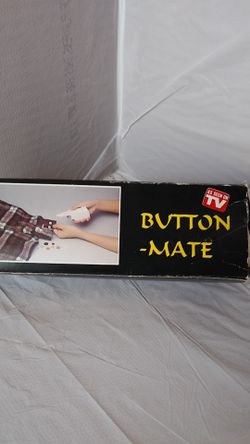 AS SEEN ON
TV
BUTTON
-MATE